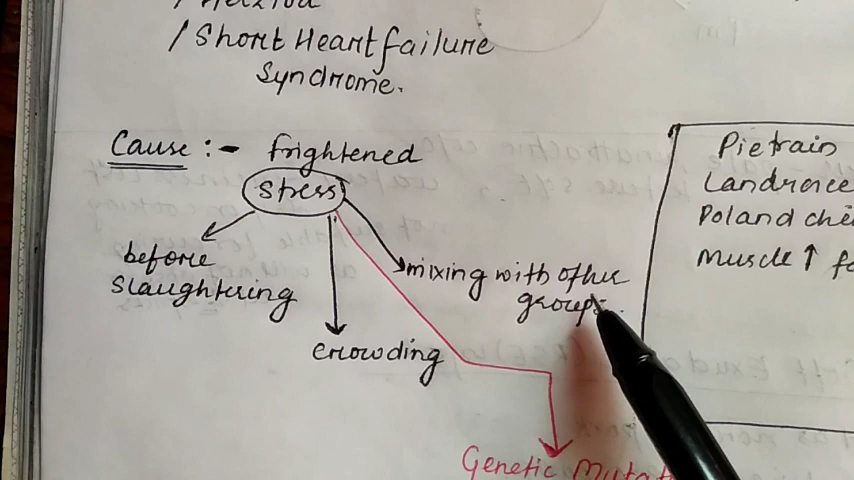 / Short Heart failure
Syndrome.
Cause :- frightened
Stress
before
Slaughtering
crowding
mixing with other
groups.
Genetic
Pietrain
Landrace
Poland
Muscle ↑